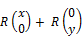 R(x 0) + R(0 y)